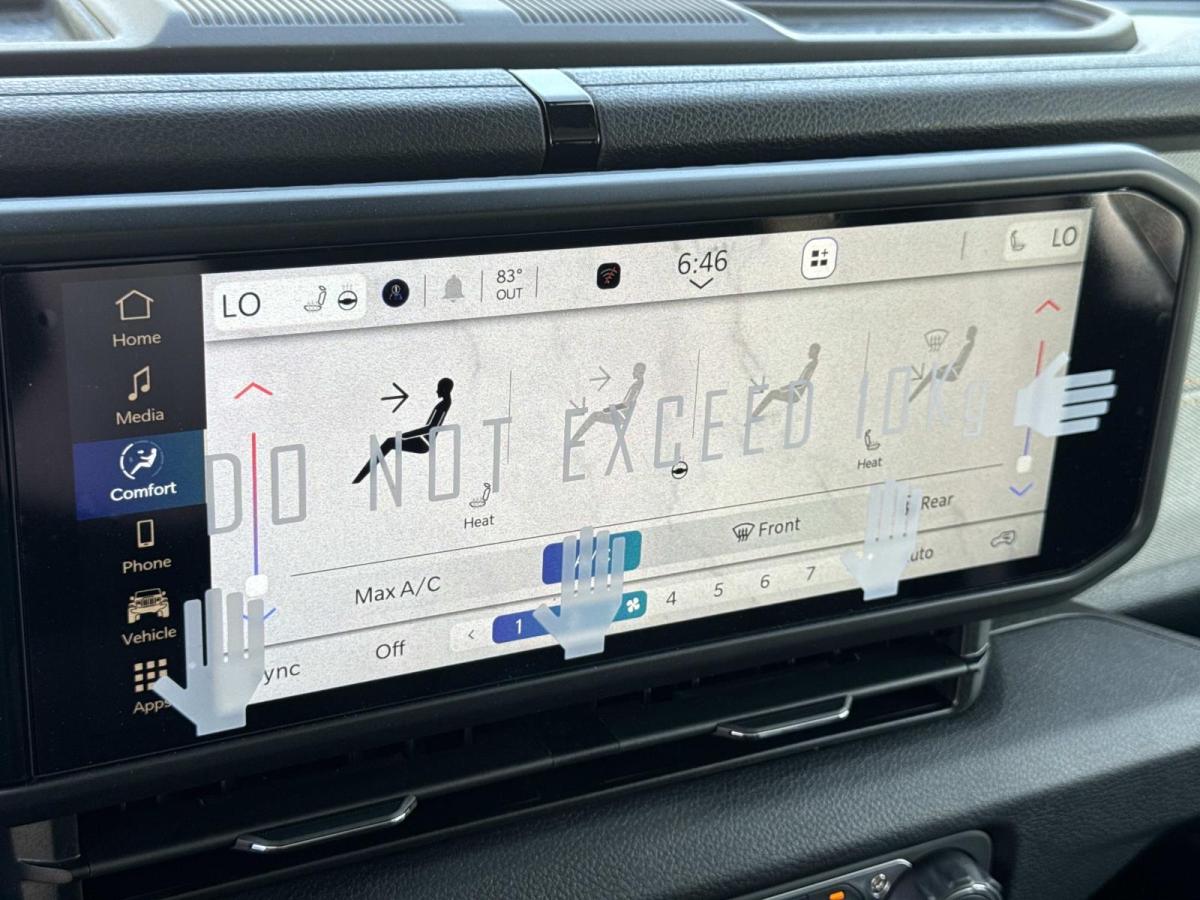 Home
Media
Comfort
Phone
Vehicle
Apps
LO
83°
OUT
6:46
LO
DO NOT EXCEED 10Kg
Heat
Heat
Max A/C
Front
Rear
ync
Off
< 1
4 5 6 7
uto